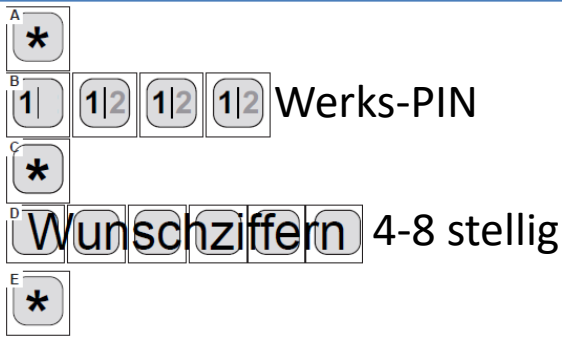 A *
B 1| 1|2 1|2 1|2 Werks-PIN
C *
D Wunschziffern 4-8 stellig
E *